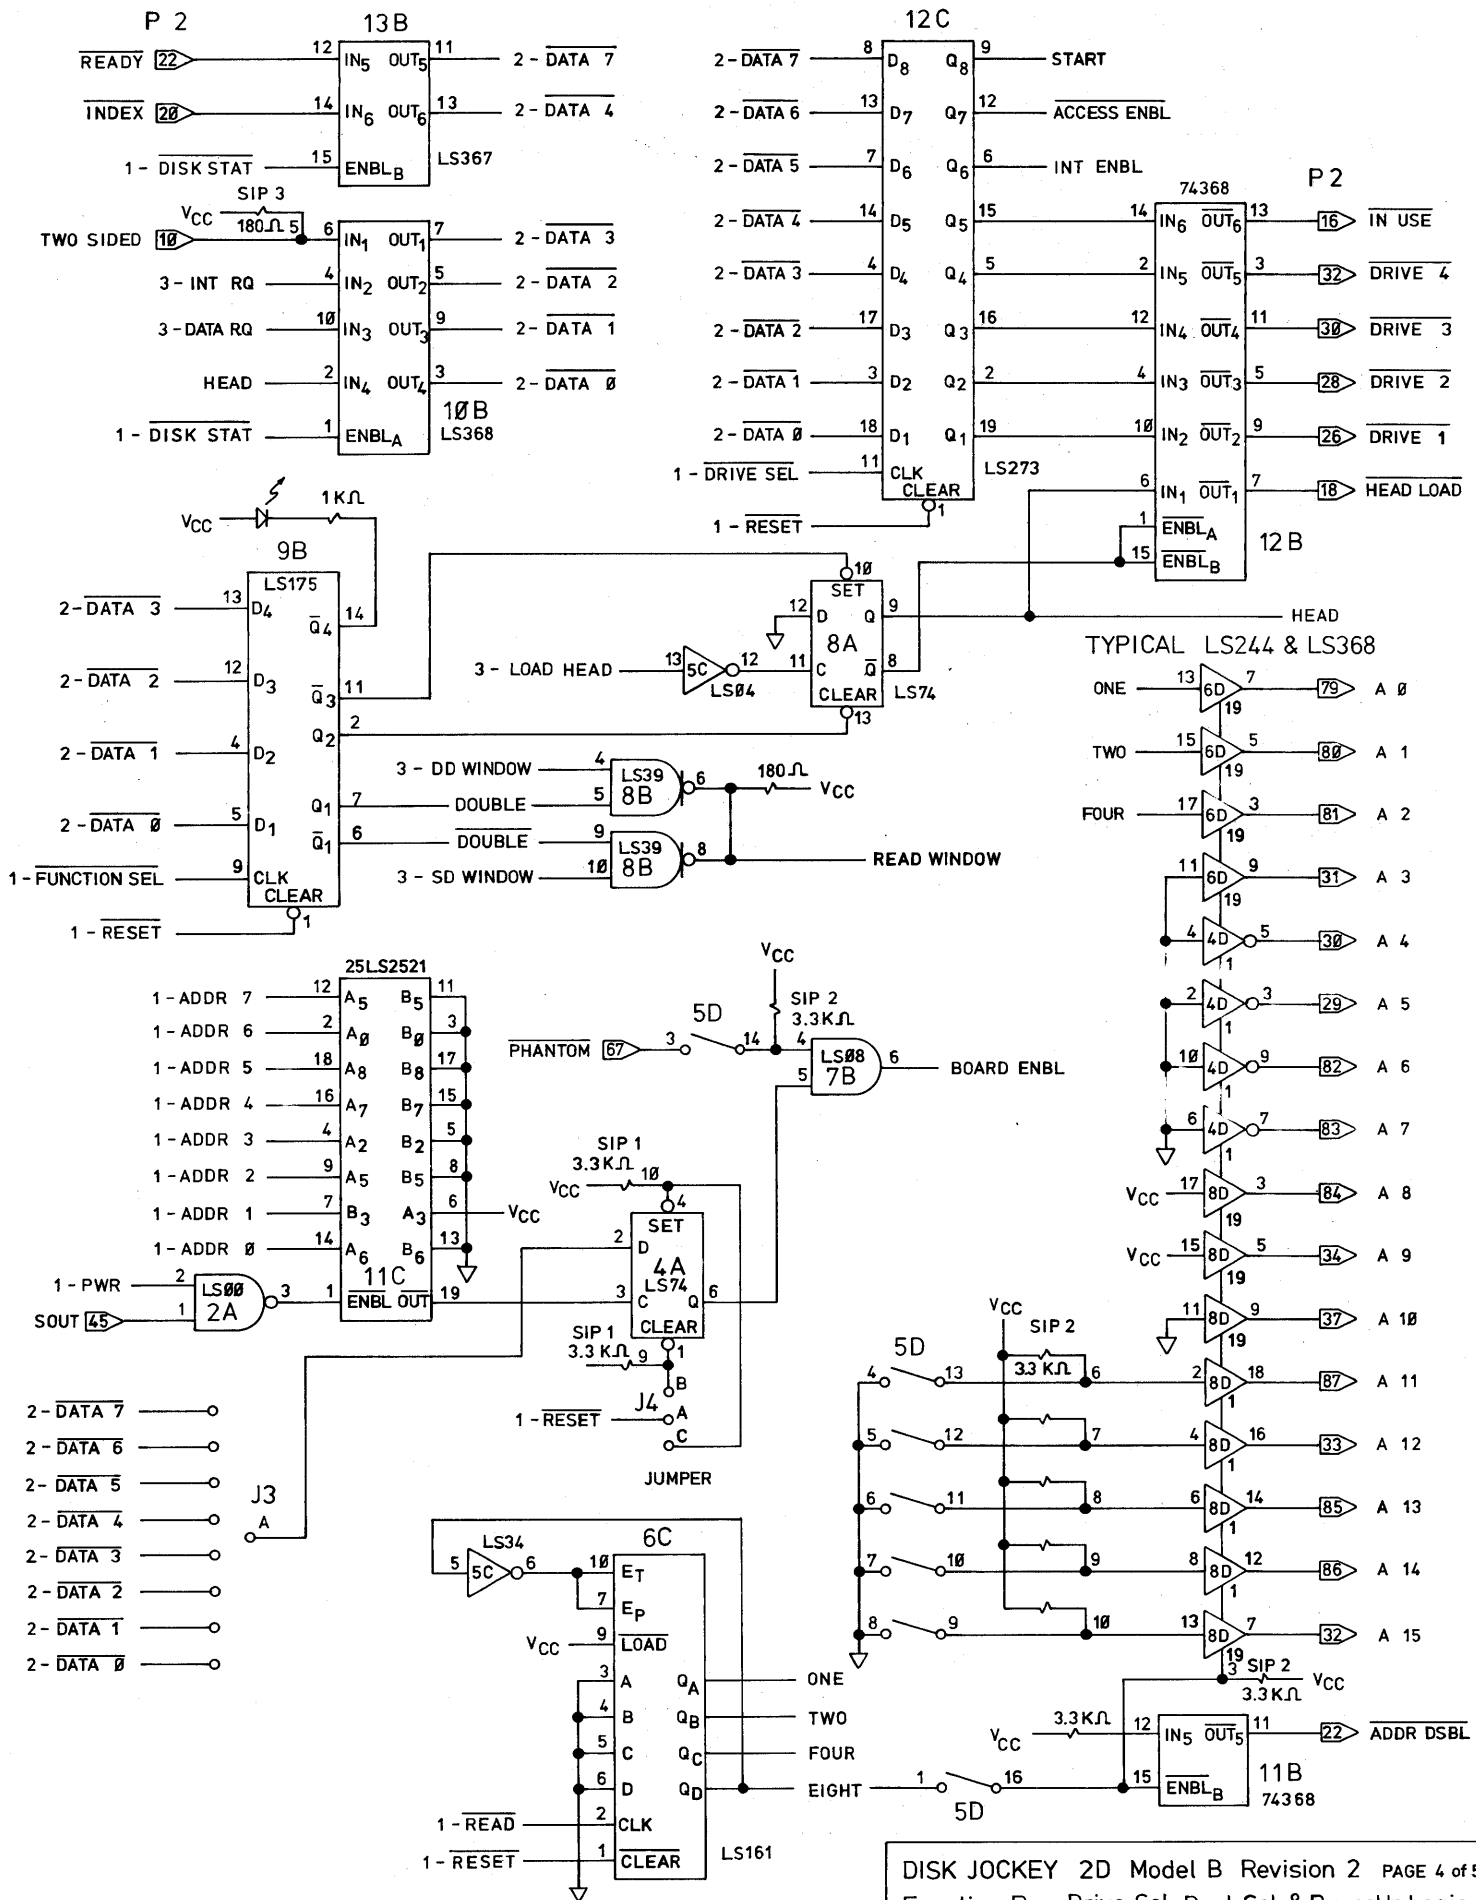 P 2
13B
READY 22 12 IN5 OUT5 11 2-DATA 7
INDEX 20 14 IN6 OUT6 13 2-DATA 4
1-DISK STAT 15 ENBLB LS367
SIP 3
VCC 180Ω 5
TWO SIDED 10 6 IN1 OUT1 7 2-DATA 3
3-INT RQ 4 IN2 OUT2 5 2-DATA 2
3-DATA RQ 10 IN3 OUT3 9 2-DATA 1
HEAD 2 IN4 OUT4 3 2-DATA 0
10B
1-DISK STAT 1 ENBLA LS368
12C
2-DATA 7 8 D8 Q8 9 START
2-DATA 6 13 D7 Q7 12 ACCESS ENBL
2-DATA 5 7 D6 Q6 6 INT ENBL
2-DATA 4 14 D5 Q5 15
2-DATA 3 4 D4 Q4 5
2-DATA 2 17 D3 Q3 16
2-DATA 1 3 D2 Q2 2
2-DATA 0 18 D1 Q1 19
1-DRIVE SEL 11 CLK LS273
CLEAR
1-RESET 1
74368 P 2
14 IN6 OUT6 13 16 IN USE
2 IN5 OUT5 3 32 DRIVE 4
12 IN4 OUT4 11 30 DRIVE 3
4 IN3 OUT3 5 28 DRIVE 2
10 IN2 OUT2 9 26 DRIVE 1
6 IN1 OUT1 7 18 HEAD LOAD
1 ENBLA
15 ENBLB 12B
VCC 1KΩ
9B
LS175
2-DATA 3 13 D4 Q4 14
2-DATA 2 12 D3 Q3 11
Q2 2
2-DATA 1 4 D2
Q1 7
2-DATA 0 5 D1 Q1 6
1-FUNCTION SEL 9 CLK
CLEAR
1-RESET 1
10
SET
12 D Q 9 HEAD
8A
3-LOAD HEAD 13 5C 12 11 C Q 8
LS04 CLEAR LS74
13
3-DD WINDOW 4 LS39 6 180Ω VCC
DOUBLE 5 8B
DOUBLE 9 LS39 8 READ WINDOW
3-SD WINDOW 10 8B
TYPICAL LS244 & LS368
ONE 13 6D 7 79 A 0
19
TWO 15 6D 5 80 A 1
19
FOUR 17 6D 3 81 A 2
19
11 6D 9 31 A 3
19
4 4D 5 30 A 4
1
2 4D 3 29 A 5
1
10 4D 9 82 A 6
1
6 4D 7 83 A 7
1
VCC 17 8D 3 84 A 8
19
VCC 15 8D 5 34 A 9
19
11 8D 9 37 A 10
19
25LS2521
1-ADDR 7 12 A5 B5 11
1-ADDR 6 2 A0 B0 3
1-ADDR 5 18 A8 B8 17
1-ADDR 4 16 A7 B7 15
1-ADDR 3 4 A2 B2 5
1-ADDR 2 9 A5 B5 8
1-ADDR 1 7 B3 A3 6 VCC
1-ADDR 0 14 A6 B6 13
11C
1-PWR 2 LS00 3 1 ENBL OUT 19
SOUT 45 1 2A
VCC
5D SIP 2
3.3KΩ
PHANTOM 67 3 14 4 LS08 6 BOARD ENBL
5 7B
SIP 1
3.3KΩ
VCC 10 4
SET
2 D
4A
LS74
3 C Q 6
SIP 1 CLEAR
3.3 KΩ 9 1
B
J4
1-RESET A
C
JUMPER
2-DATA 7
2-DATA 6
2-DATA 5
2-DATA 4
2-DATA 3
2-DATA 2
2-DATA 1
2-DATA 0
J3
A
VCC SIP 2
5D 3.3 KΩ
4 13 6 2 8D 18 87 A 11
1
5 12 7 4 8D 16 33 A 12
1
6 11 8 6 8D 14 85 A 13
1
7 10 9 8 8D 12 86 A 14
1
8 9 10 13 8D 7 32 A 15
19
3 SIP 2 VCC
3.3KΩ
LS34 6C
5 5C 6 10 ET
7 EP
VCC 9 LOAD
3 A QA ONE
4 B QB TWO
5 C QC FOUR
6 D QD EIGHT 1 16
5D
1-READ 2 CLK
1-RESET 1 CLEAR LS161
VCC 3.3KΩ 12 IN5 OUT5 11 22 ADDR DSBL
15 ENBLB 11B
74368
DISK JOCKEY 2D Model B Revision 2 PAGE 4 of 5